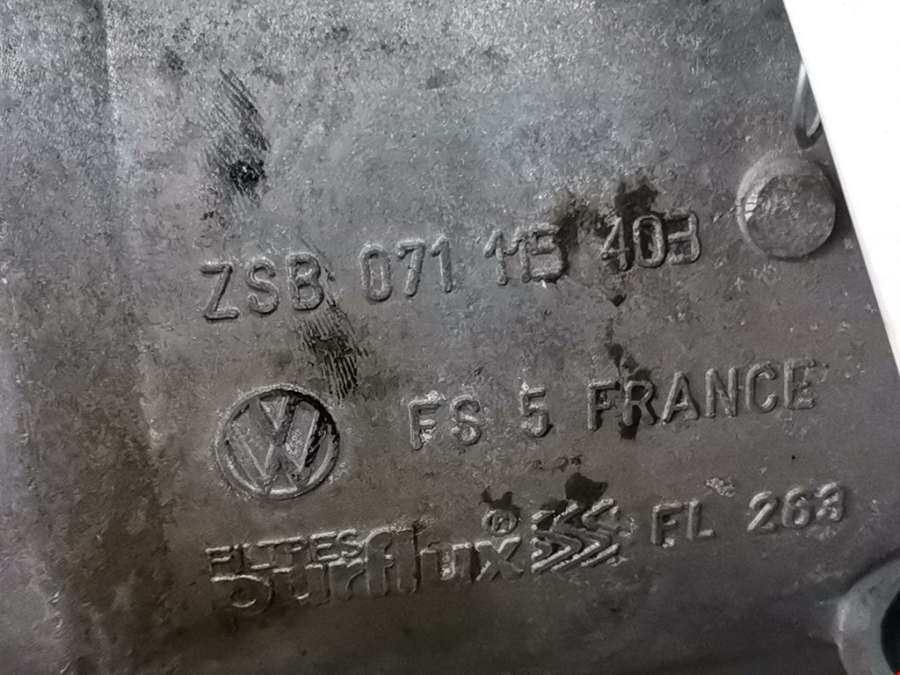 ZSB 071 115 403
FS 5 FRANCE
FILTRES
Purflux ® FL 263